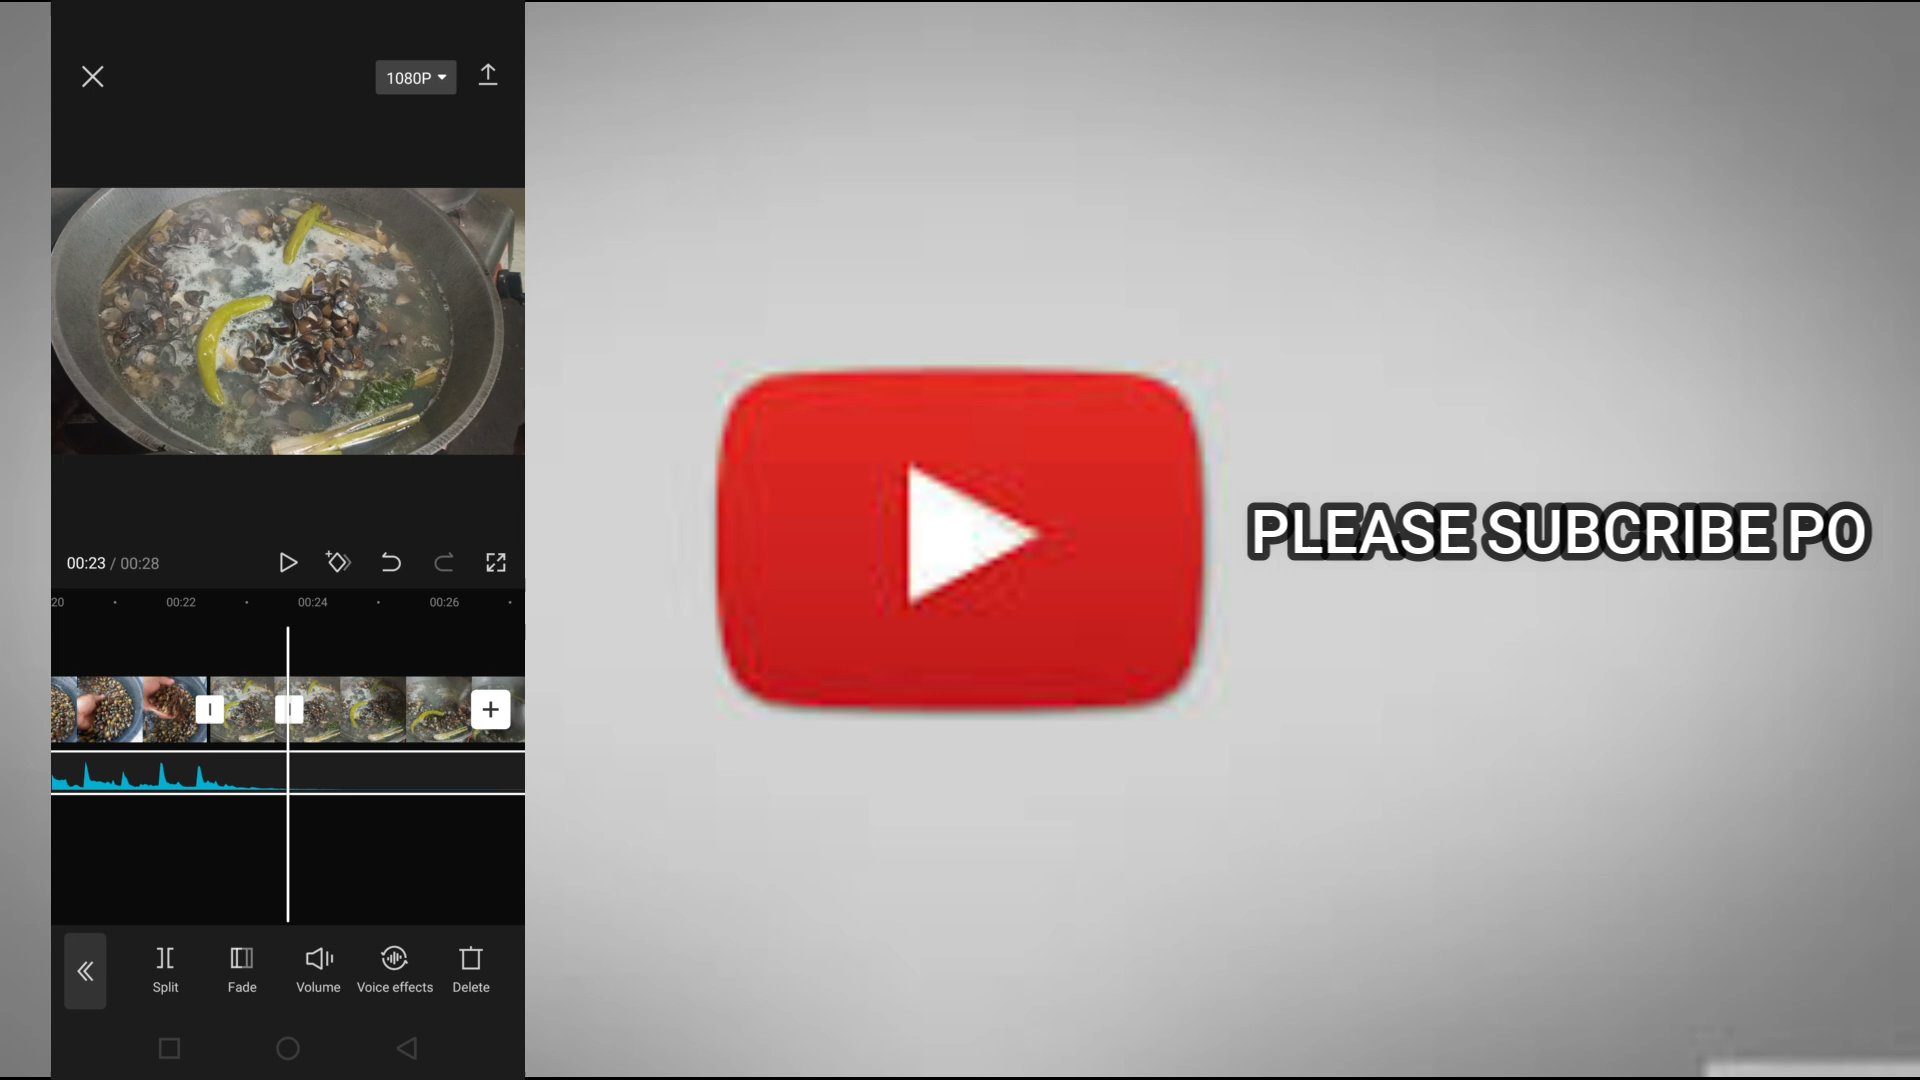 1080P
00:23 / 00:28
20
00:22
00:24
00:26
Split
Fade
Volume
Voice effects
Delete
PLEASE SUBCRIBE PO